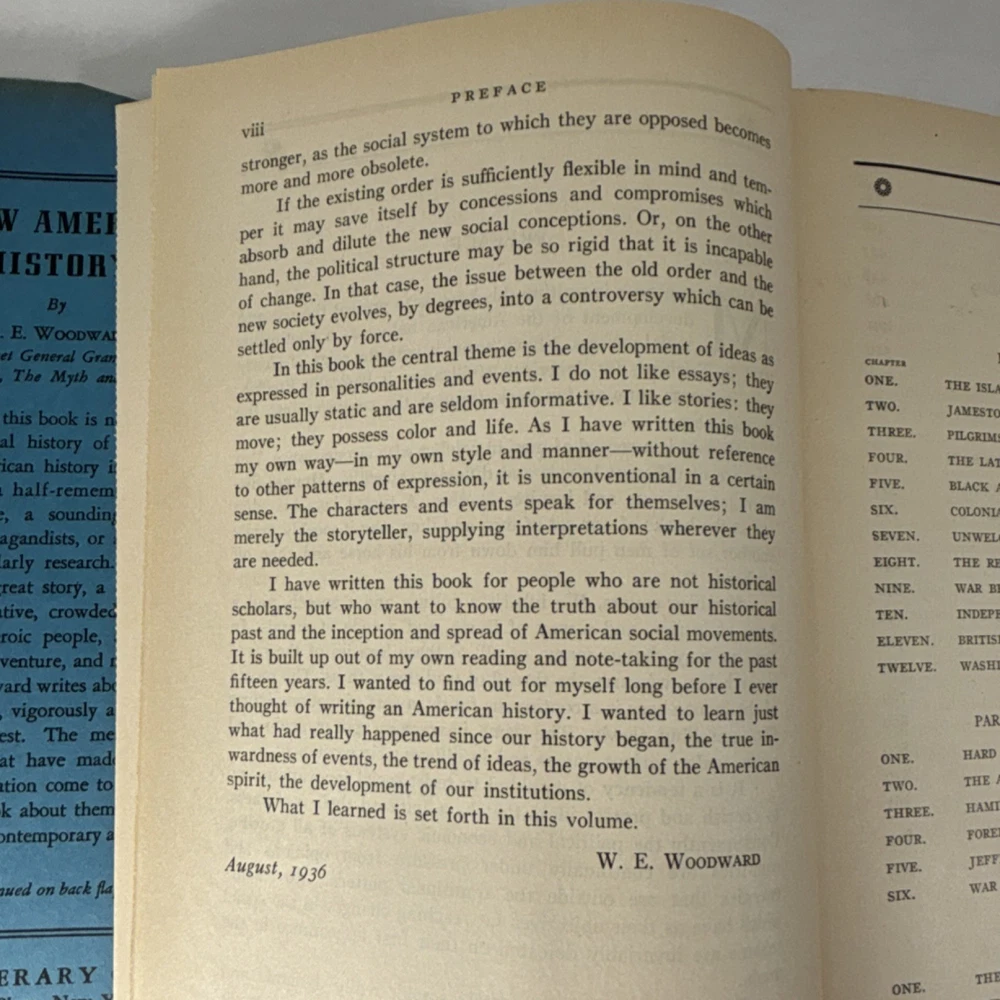 W AMER
HISTORY
By
. E. WOODWAR
et General Gran
, The Myth an
this book is n
al history of
ican history i
half-remem
e, a sounding
agandists, or
larly research.
reat story, a
ative, crowded
roic people,
venture, and
ard writes abo
, vigorously a
est. The me
at have made
ation come to
k about them
ontemporary a
nued on back fla
ERARY
PREFACE
viii
stronger, as the social system to which they are opposed becomes
more and more obsolete.
If the existing order is sufficiently flexible in mind and tem-
per it may save itself by concessions and compromises which
absorb and dilute the new social conceptions. Or, on the other
hand, the political structure may be so rigid that it is incapable
of change. In that case, the issue between the old order and the
new society evolves, by degrees, into a controversy which can be
settled only by force.
In this book the central theme is the development of ideas as
expressed in personalities and events. I do not like essays; they
are usually static and are seldom informative. I like stories: they
move; they possess color and life. As I have written this book
my own way—in my own style and manner—without reference
to other patterns of expression, it is unconventional in a certain
sense. The characters and events speak for themselves; I am
merely the storyteller, supplying interpretations wherever they
are needed.
I have written this book for people who are not historical
scholars, but who want to know the truth about our historical
past and the inception and spread of American social movements.
It is built up out of my own reading and note-taking for the past
fifteen years. I wanted to find out for myself long before I ever
thought of writing an American history. I wanted to learn just
what had really happened since our history began, the true in-
wardness of events, the trend of ideas, the growth of the American
spirit, the development of our institutions.
What I learned is set forth in this volume.
August, 1936
W. E. WOODWARD
CHAPTER
ONE. THE ISLA
TWO. JAMESTO
THREE. PILGRIMS
FOUR. THE LAT
FIVE. BLACK A
SIX. COLONIA
SEVEN. UNWELC
EIGHT. THE RE
NINE. WAR BE
TEN. INDEPE
ELEVEN. BRITISH
TWELVE. WASHI
PAR
ONE. HARD
TWO. THE A
THREE. HAMI
FOUR. FORE
FIVE. JEFF
SIX. WAR
ONE. THE